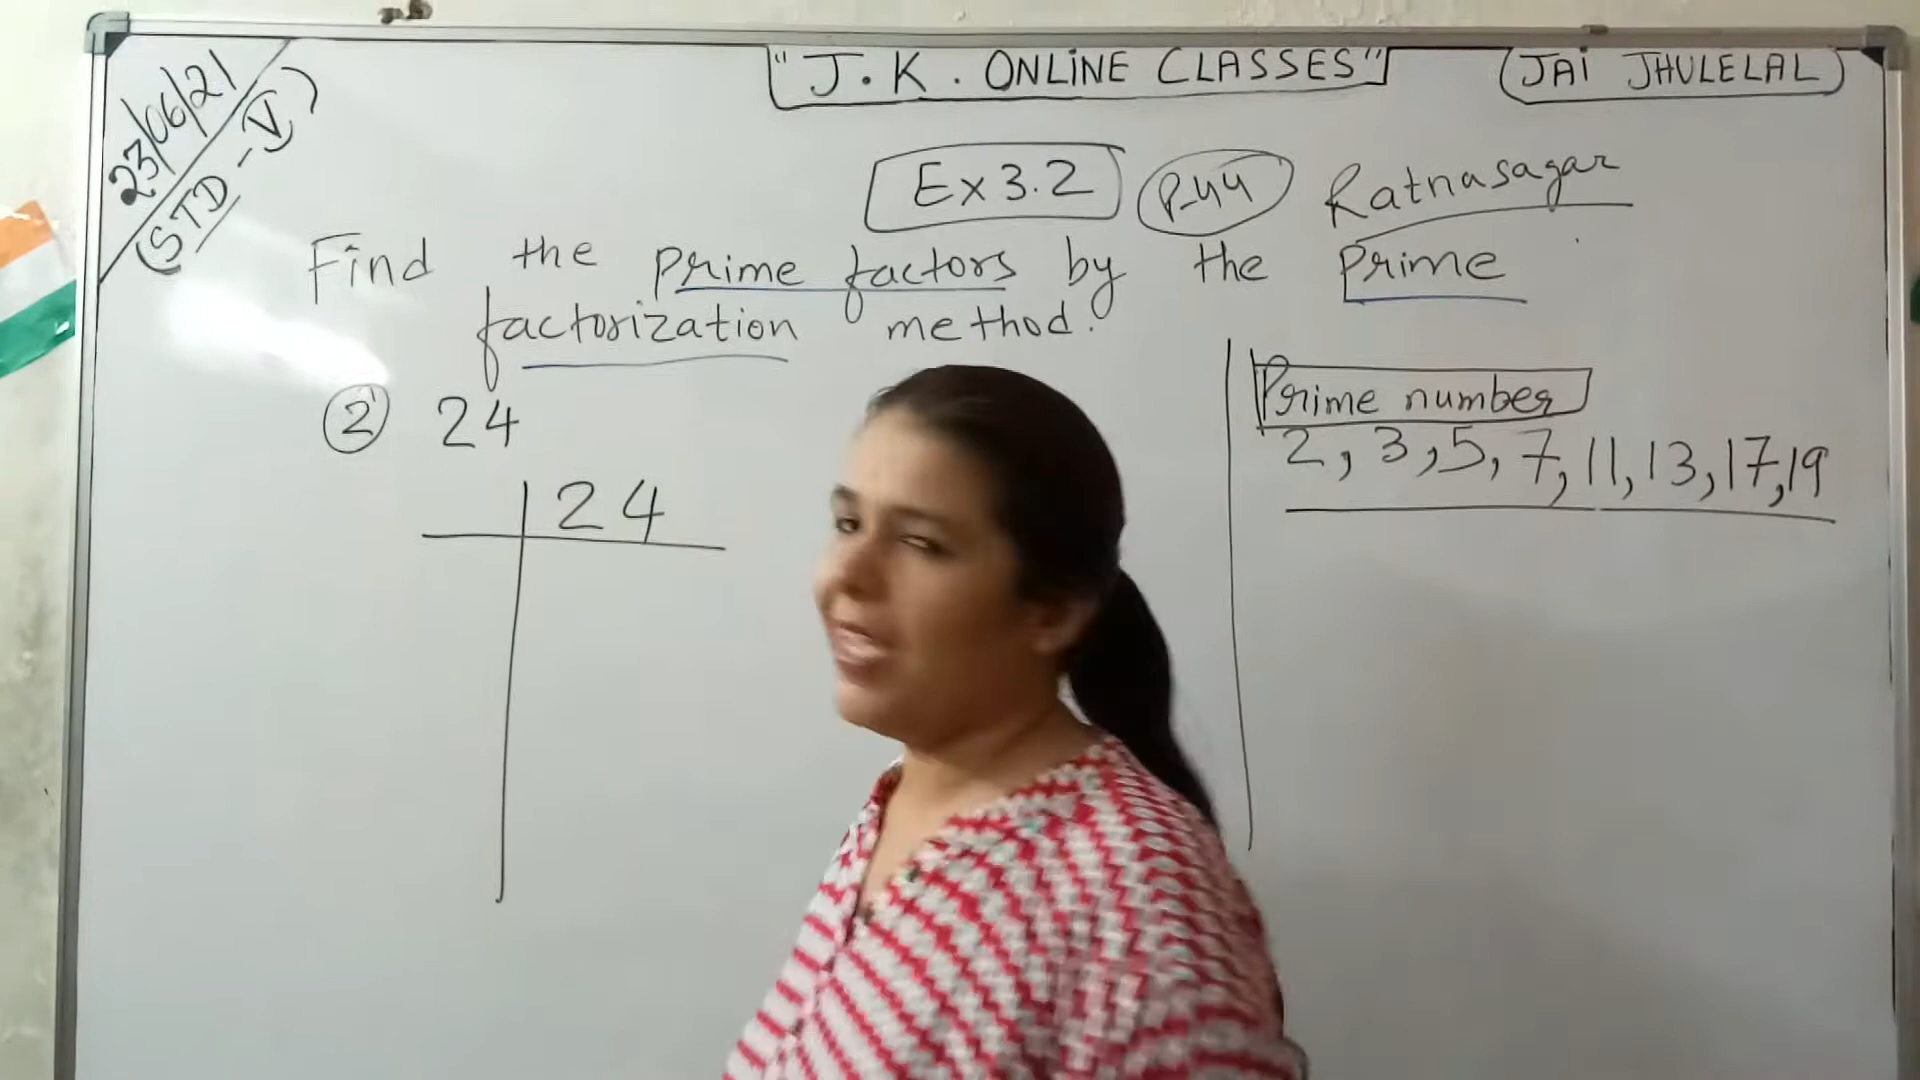 23/06/21
(STD-V)
"J.K. ONLINE CLASSES"
JAI JHULELAL
Ex 3.2 P-44 Ratnasagar
Find the prime factors by the prime
factorization method.
2 24
24
Prime number
2, 3, 5, 7, 11, 13, 17, 19